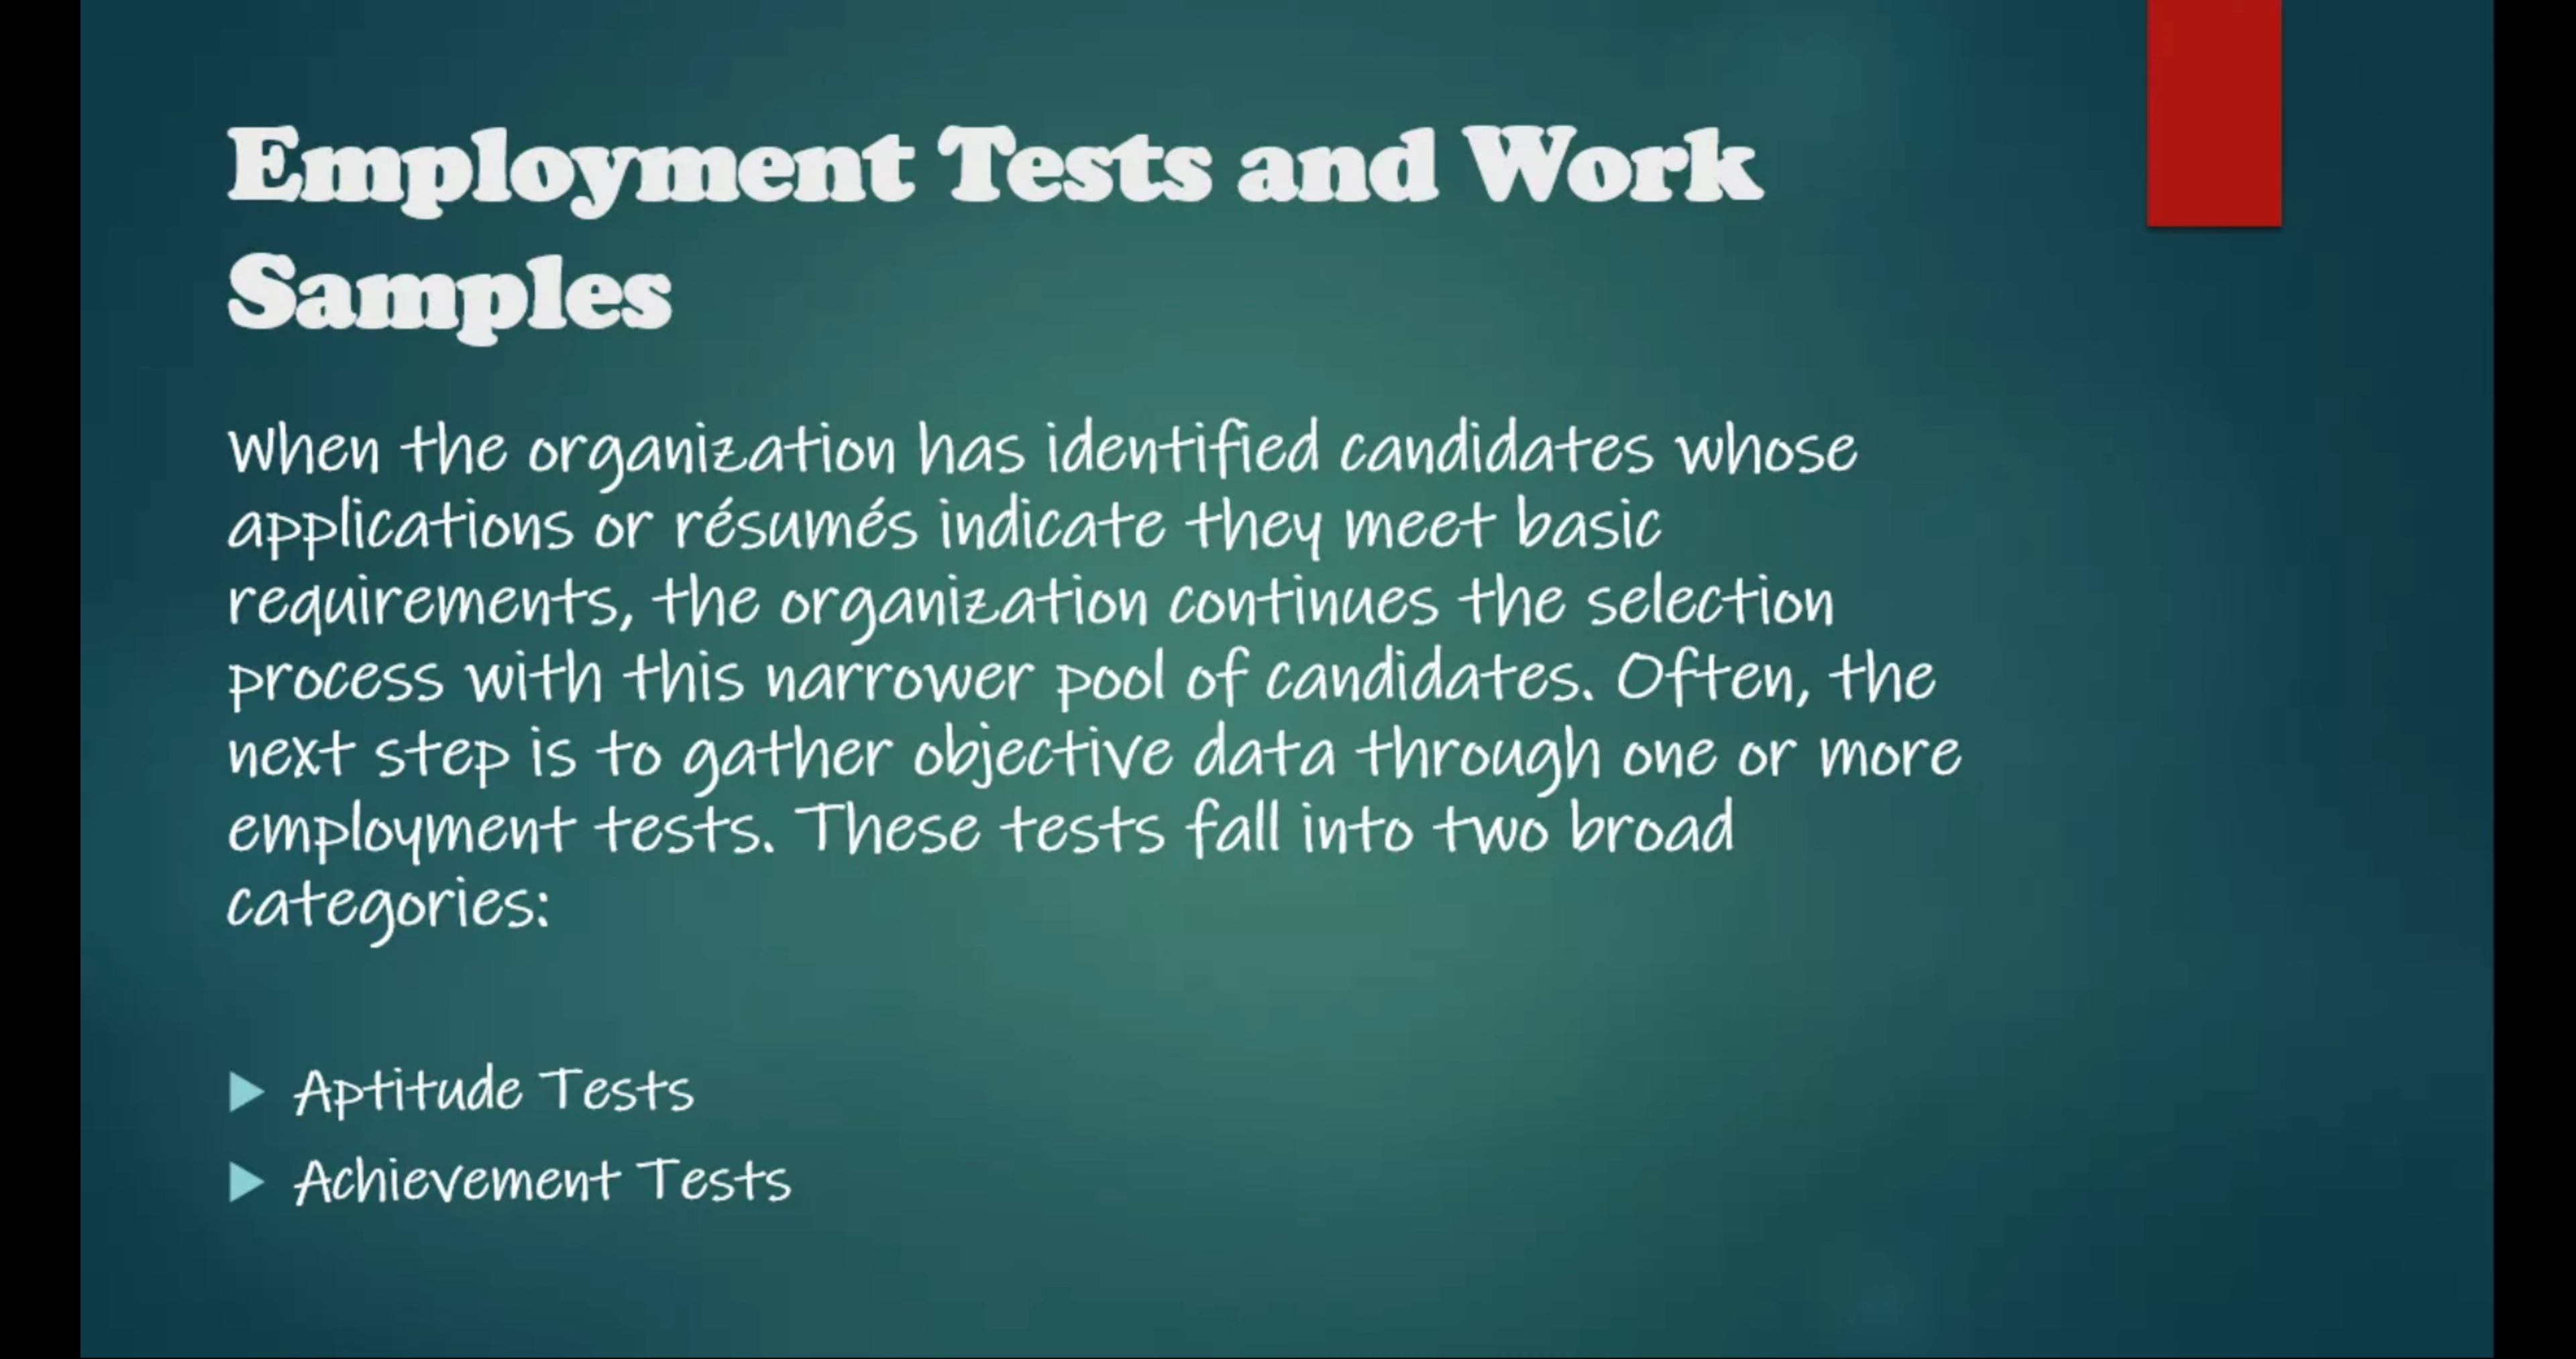 Employment Tests and Work
Samples
When the organization has identified candidates whose
applications or résumés indicate they meet basic
requirements, the organization continues the selection
process with this narrower pool of candidates. Often, the
next step is to gather objective data through one or more
employment tests. These tests fall into two broad
categories:
Aptitude Tests
Achievement Tests